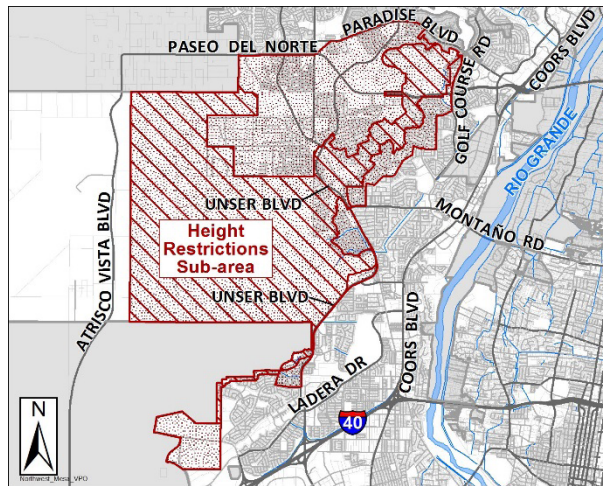 PARADISE BLVD
PASEO DEL NORTE
GOLF COURSE RD
COORS BLVD
RIO GRANDE
UNSER BLVD
MONTAÑO RD
ATRISCO VISTA BLVD
Height
Restrictions
Sub-area
UNSER BLVD
COORS BLVD
LADERA DR
40
N
Northwest_Mesa_VPO